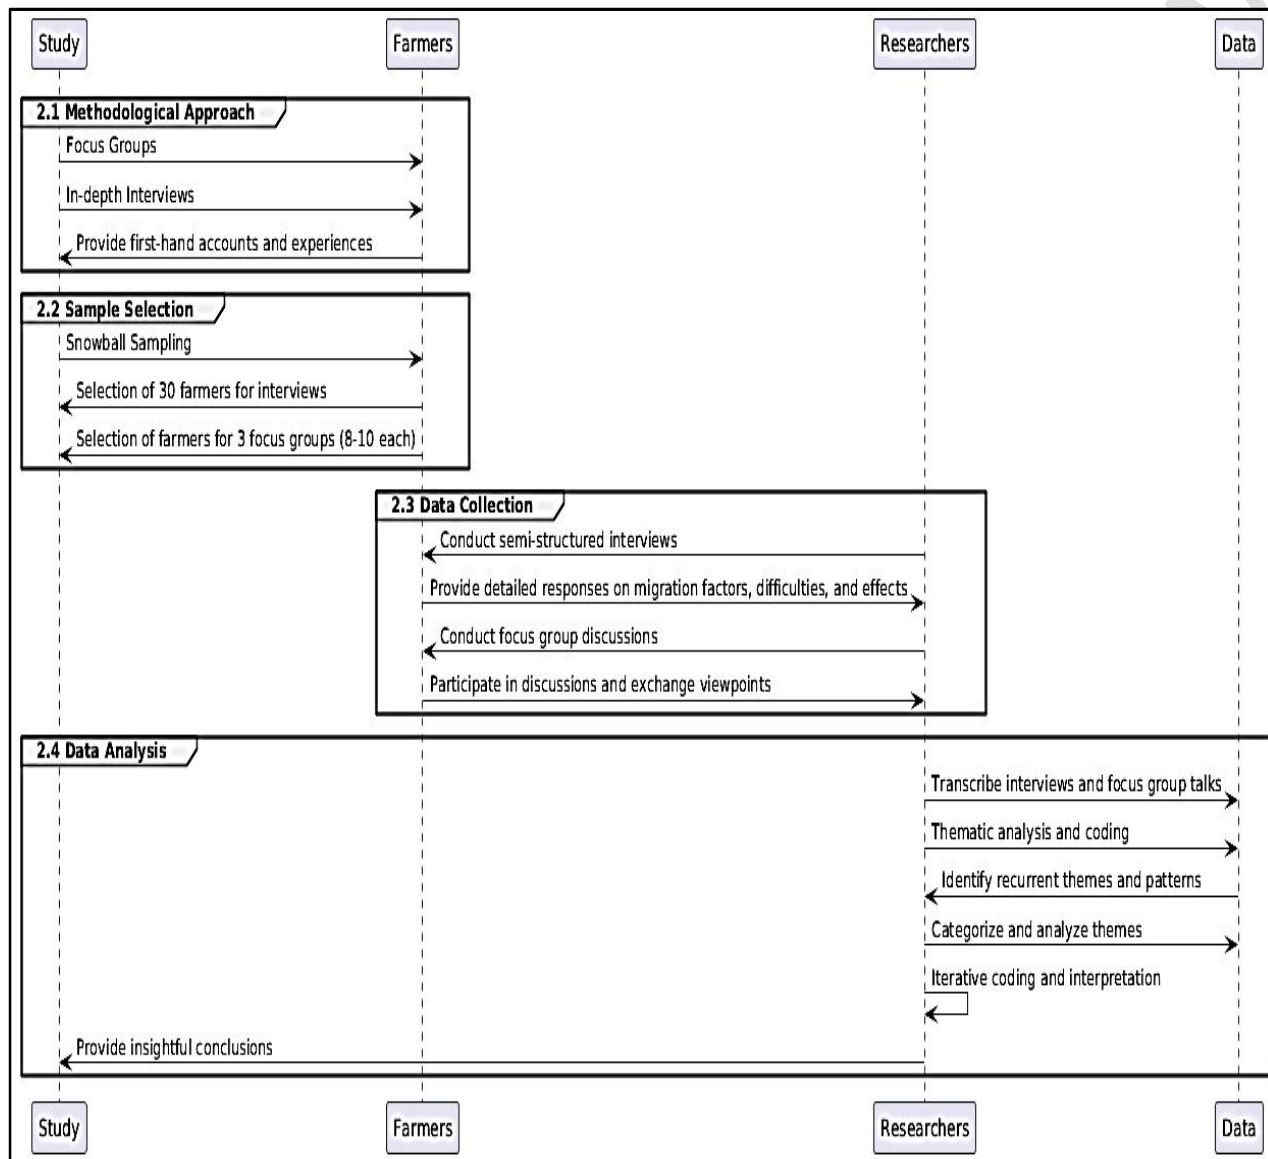 Study
Farmers
Researchers
Data
2.1 Methodological Approach
Focus Groups
In-depth Interviews
Provide first-hand accounts and experiences
2.2 Sample Selection
Snowball Sampling
Selection of 30 farmers for interviews
Selection of farmers for 3 focus groups (8-10 each)
2.3 Data Collection
Conduct semi-structured interviews
Provide detailed responses on migration factors, difficulties, and effects
Conduct focus group discussions
Participate in discussions and exchange viewpoints
2.4 Data Analysis
Transcribe interviews and focus group talks
Thematic analysis and coding
Identify recurrent themes and patterns
Categorize and analyze themes
Iterative coding and interpretation
Provide insightful conclusions
Study
Farmers
Researchers
Data